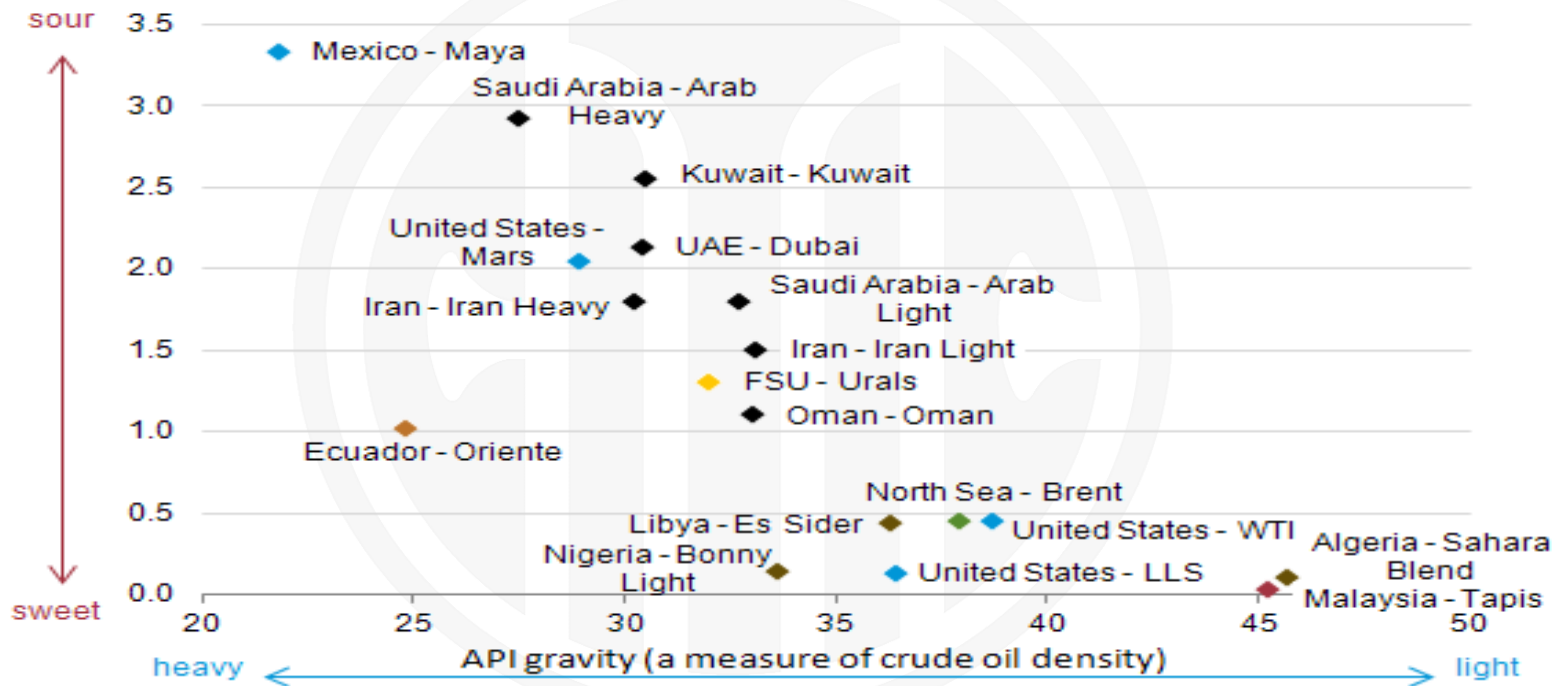 sour
3.5
Mexico - Maya
Saudi Arabia - Arab
Heavy
3.0
Kuwait - Kuwait
2.5
United States -
Mars
UAE - Dubai
2.0
Saudi Arabia - Arab
Light
Iran - Iran Heavy
1.5
Iran - Iran Light
FSU - Urals
Oman - Oman
1.0
Ecuador - Oriente
North Sea - Brent
0.5
Libya - Es Sider
United States - WTI
Nigeria - Bonny
Light
United States - LLS
Algeria - Sahara
Blend
Malaysia - Tapis
0.0
sweet
20 25 30 35 40 45 50
heavy
API gravity (a measure of crude oil density)
light